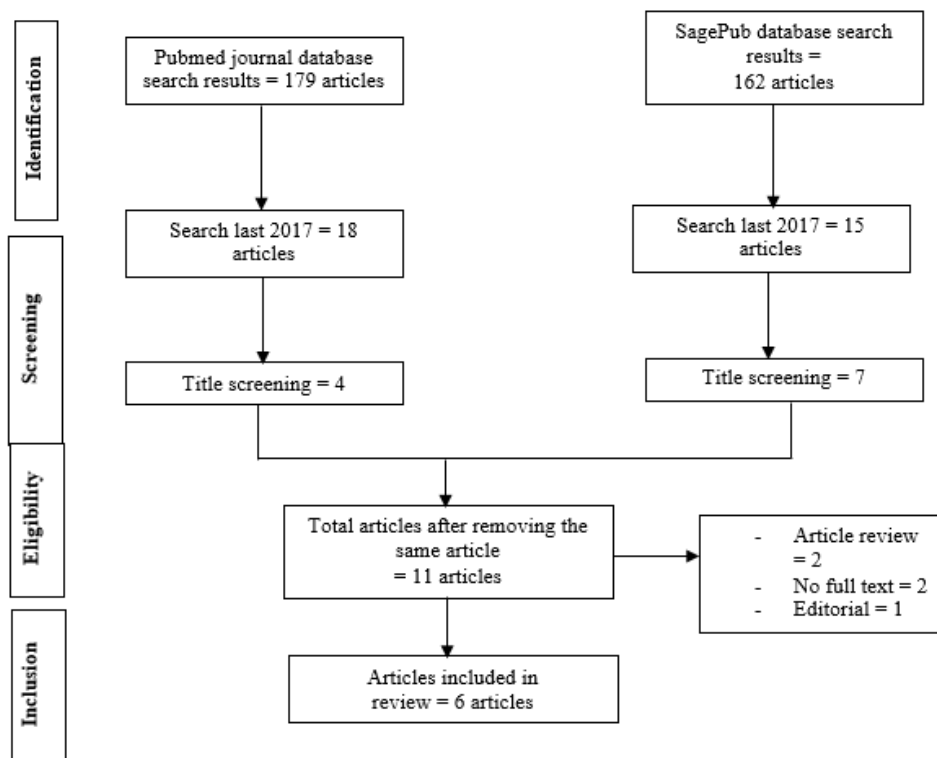 Identification
Pubmed journal database
search results = 179 articles
SagePub database search
results =
162 articles
Search last 2017 = 18
articles
Search last 2017 = 15
articles
Screening
Title screening = 4
Title screening = 7
Eligibility
Total articles after removing the
same article
= 11 articles
- Article review
= 2
- No full text = 2
- Editorial = 1
Inclusion
Articles included in
review = 6 articles